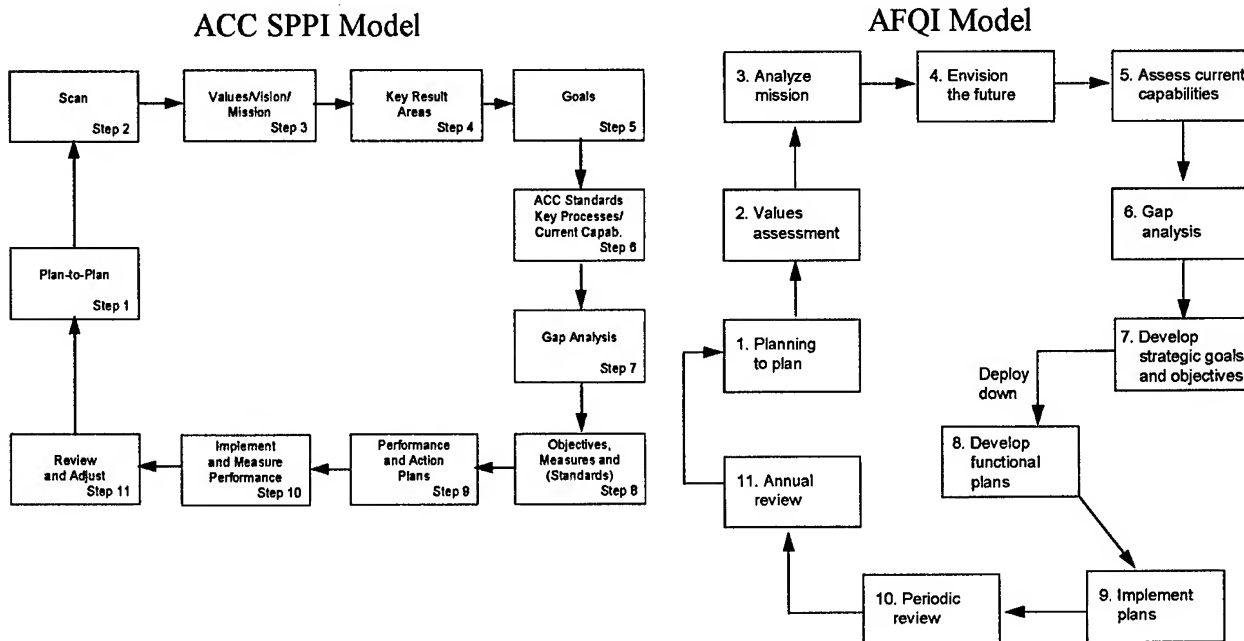 ACC SPPI Model
Scan
Step 2
Values/Vision/
Mission
Step 3
Key Result
Areas
Step 4
Goals
Step 5
ACC Standards
Key Processes/
Current Capab.
Step 6
Plan-to-Plan
Step 1
Gap Analysis
Step 7
Review
and Adjust
Step 11
Implement
and Measure
Performance
Step 10
Performance
and Action
Plans
Step 9
Objectives,
Measures and
(Standards)
Step 8
AFQI Model
3. Analyze
mission
4. Envision
the future
5. Assess current
capabilities
2. Values
assessment
6. Gap
analysis
1. Planning
to plan
7. Develop
strategic goals
and objectives
Deploy
down
8. Develop
functional
plans
11. Annual
review
10. Periodic
review
9. Implement
plans